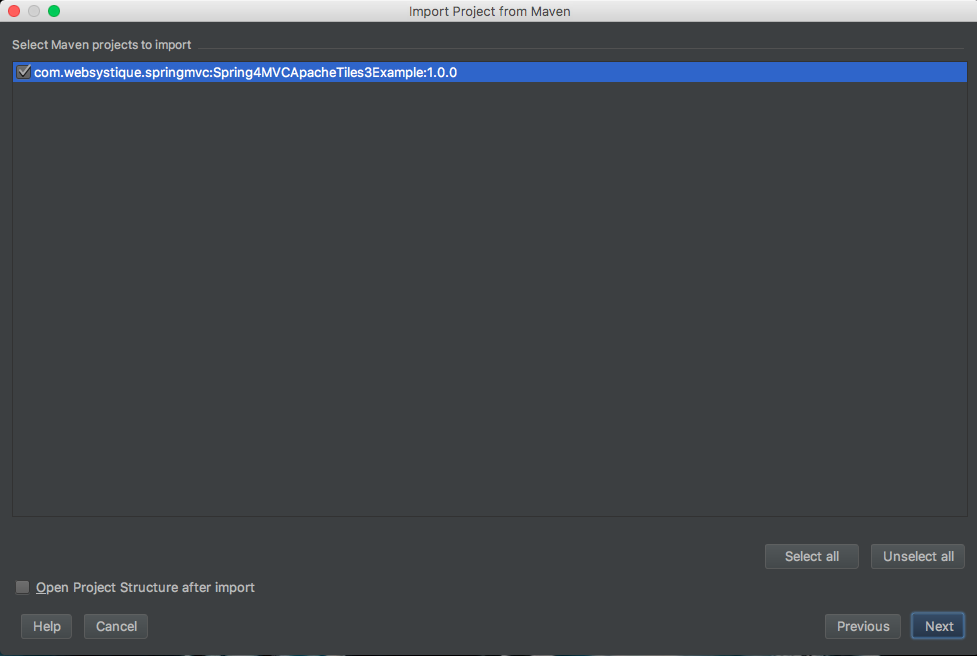 Import Project from Maven
Select Maven projects to import
com.websystique.springmvc:Spring4MVCApacheTiles3Example:1.0.0
Select all
Unselect all
Open Project Structure after import
Help
Cancel
Previous
Next